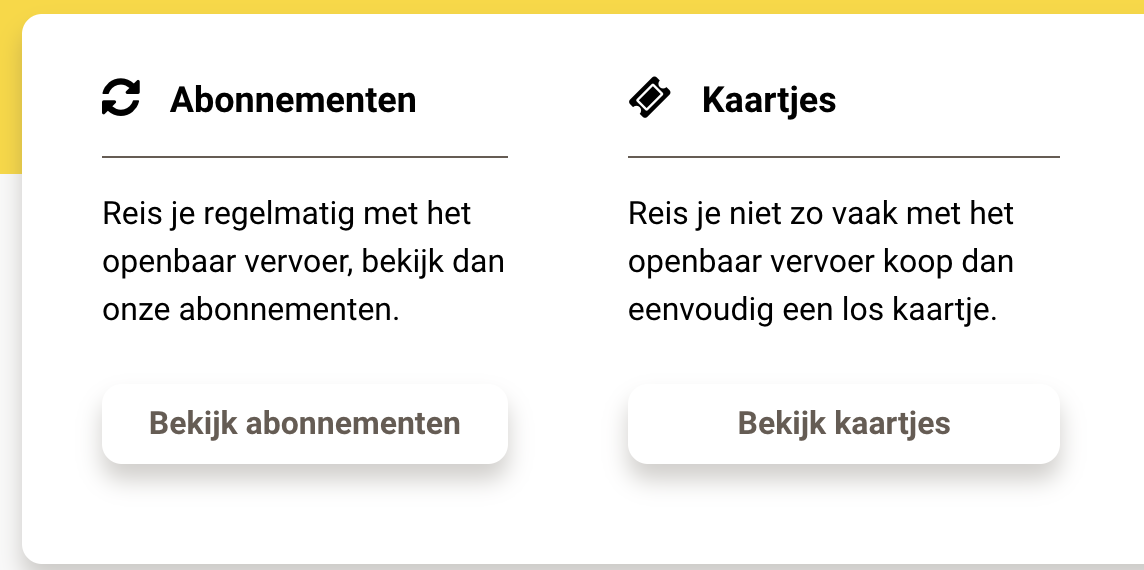 Abonnementen
Reis je regelmatig met het
openbaar vervoer, bekijk dan
onze abonnementen.
Bekijk abonnementen
Kaartjes
Reis je niet zo vaak met het
openbaar vervoer koop dan
eenvoudig een los kaartje.
Bekijk kaartjes